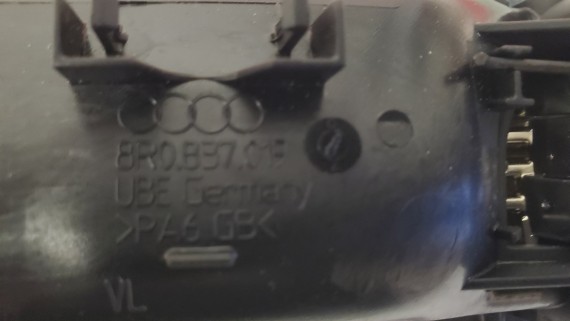 8R0.837.019
UBE Germany
>PA6.GB<
VL